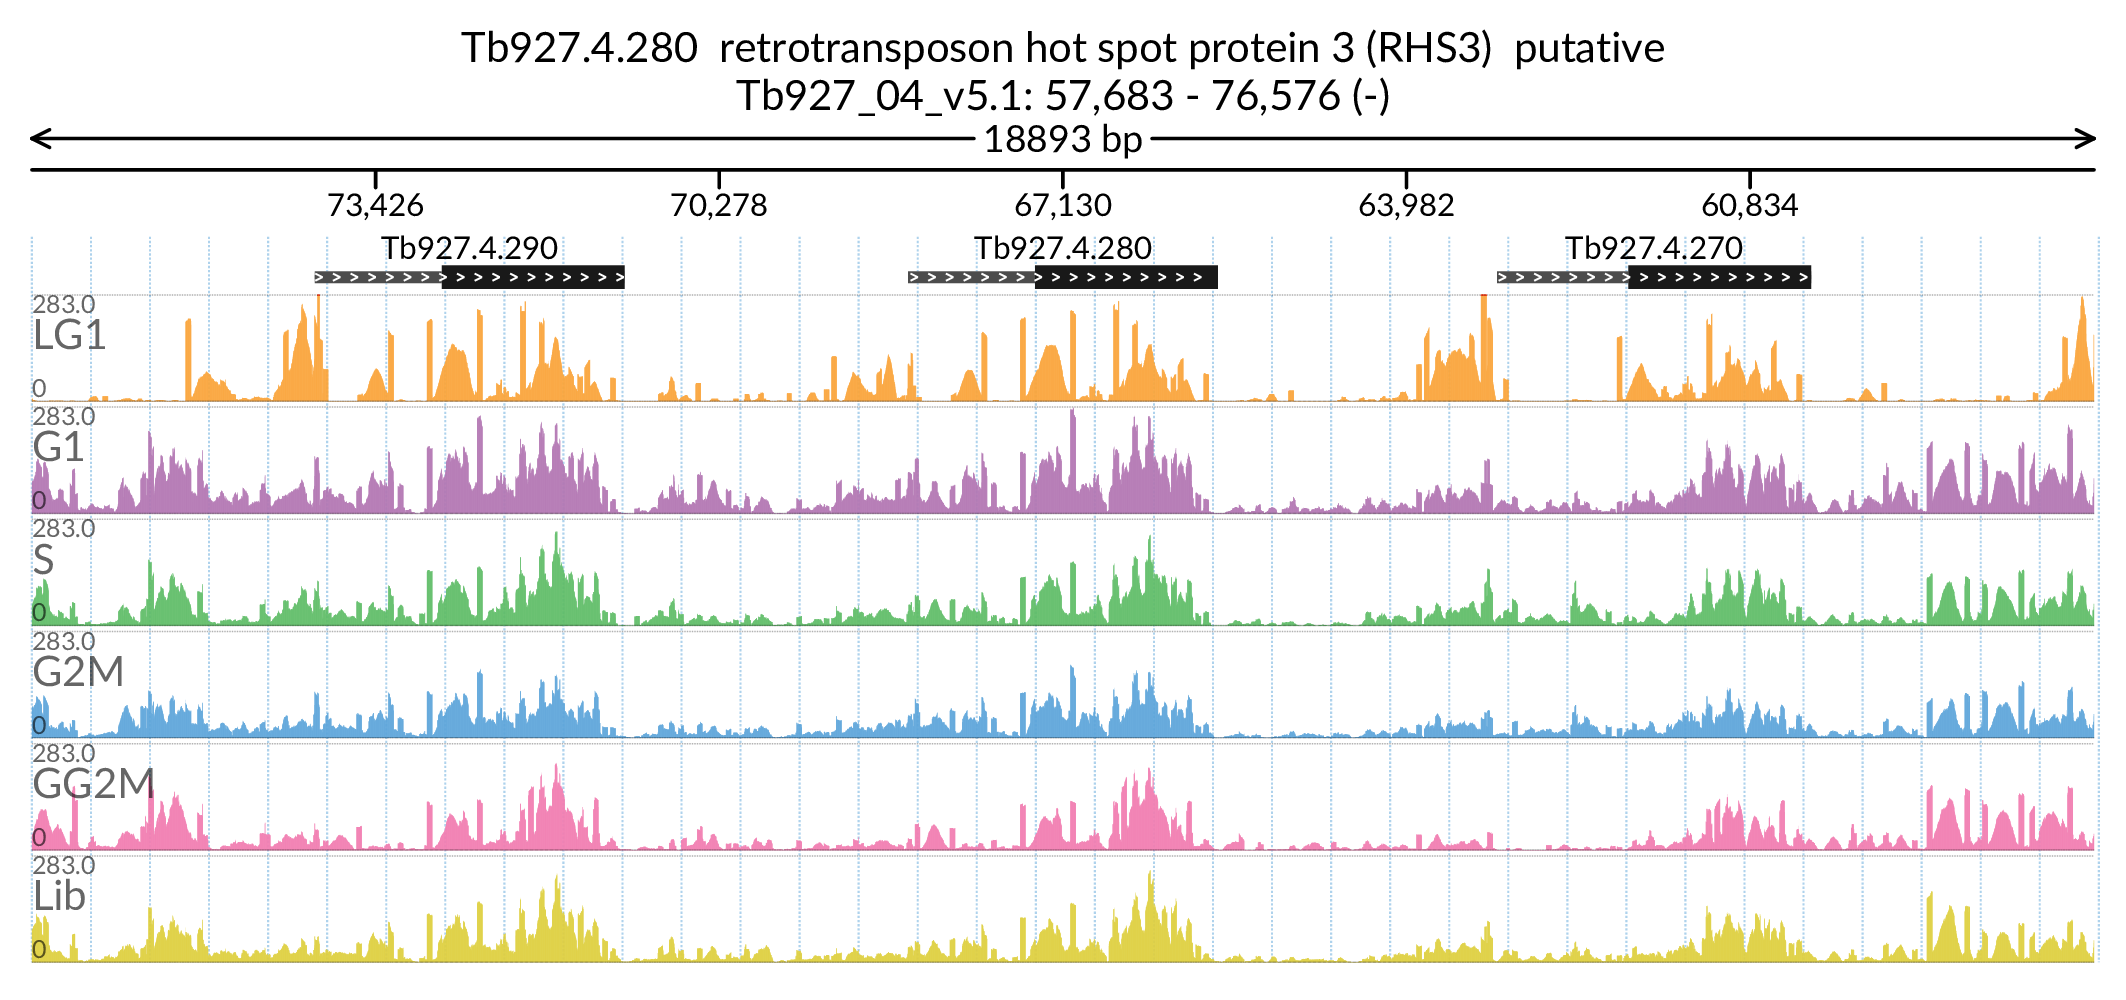 Tb927.4.280 retrotransposon hot spot protein 3 (RHS3) putative
Tb927_04_v5.1: 57,683 - 76,576 (-)
18893 bp
73,426 70,278 67,130 63,982 60,834
Tb927.4.290 Tb927.4.280 Tb927.4.270
283.0
LG1
0
283.0
G1
0
283.0
S
0
283.0
G2M
0
283.0
GG2M
0
283.0
Lib
0